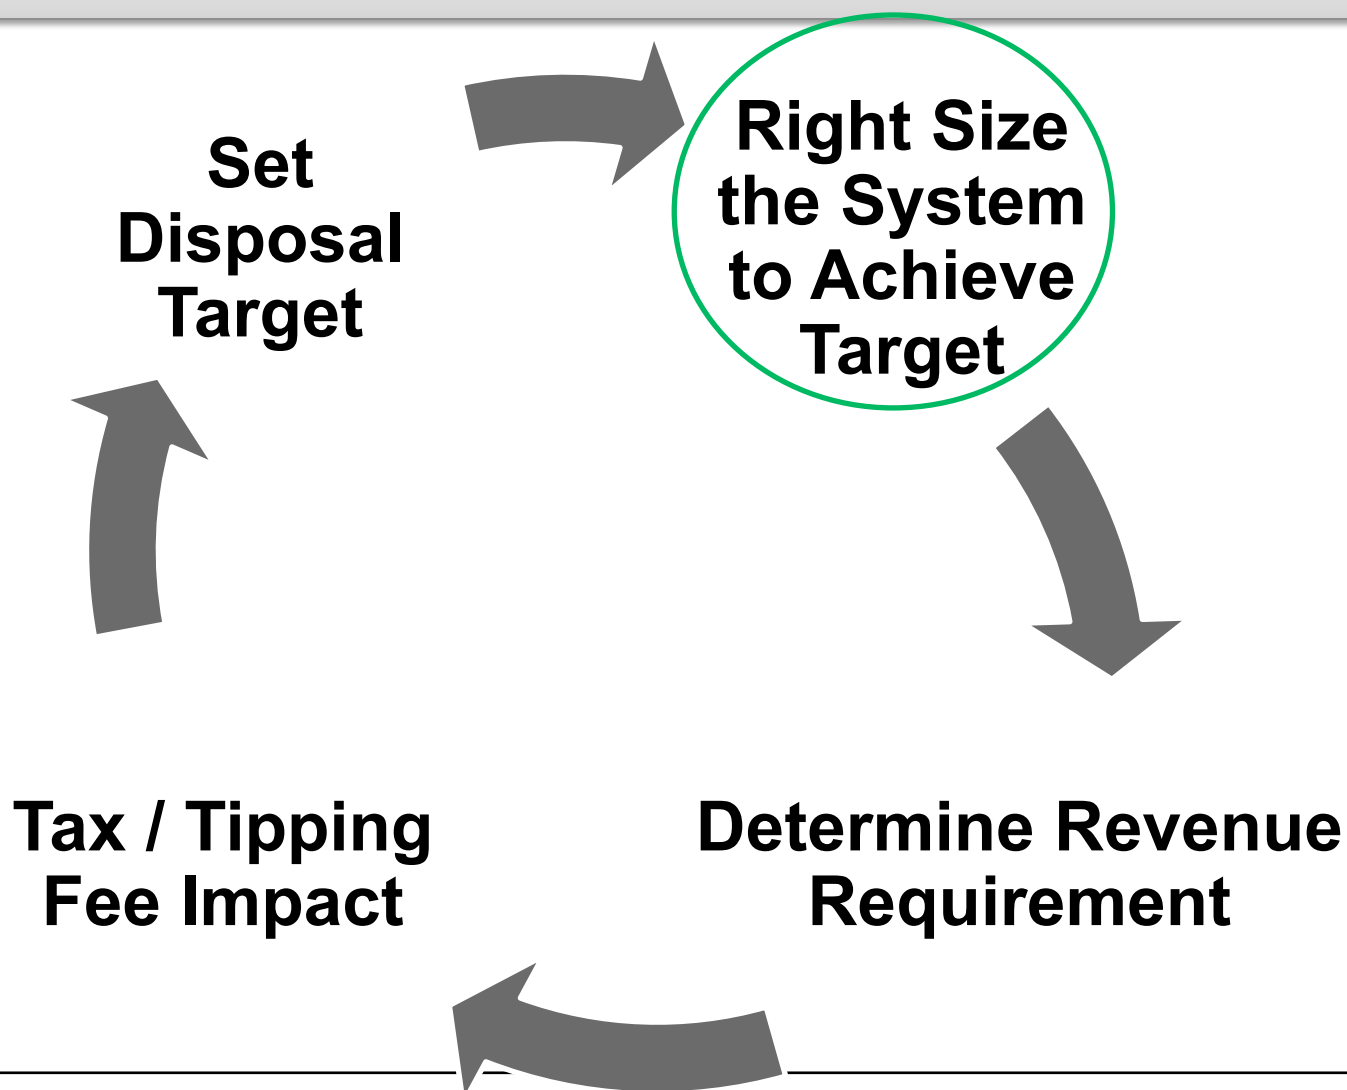 Set
Disposal
Target
Right Size
the System
to Achieve
Target
Determine Revenue
Requirement
Tax / Tipping
Fee Impact